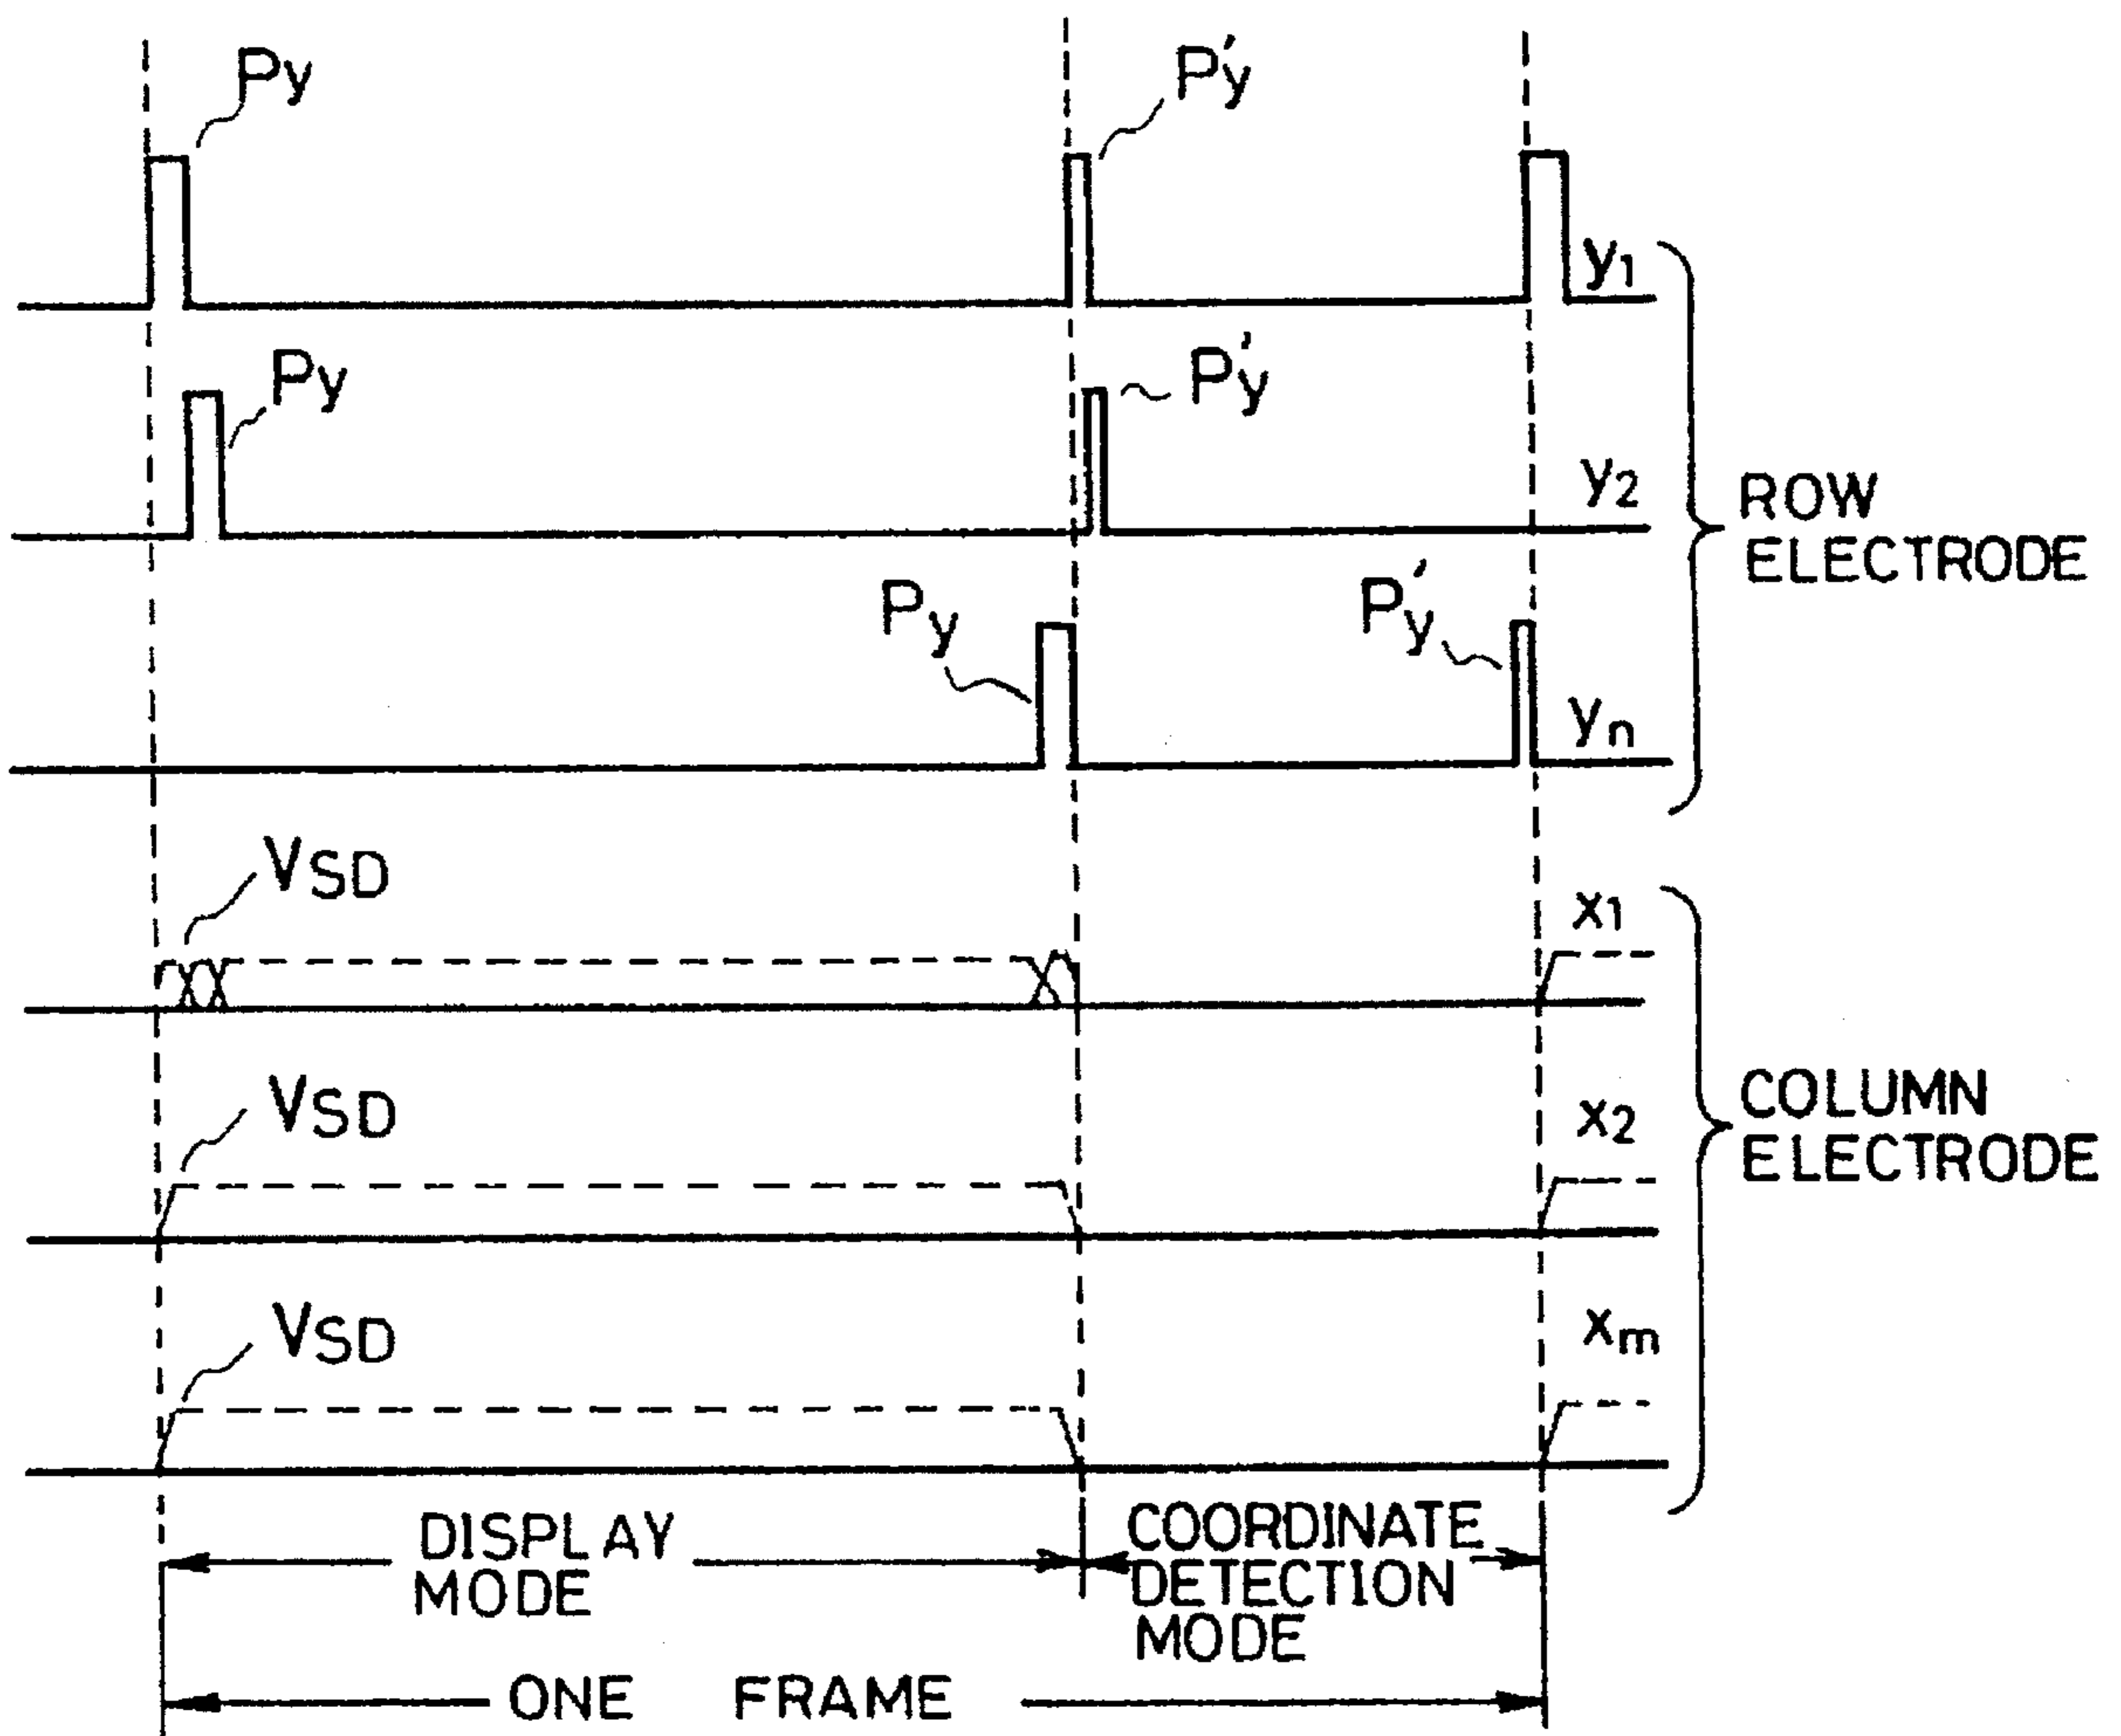 Py
P'y
y1
Py
P'y
y2
ROW
ELECTRODE
Py
P'y
yn
VSD
x1
VSD
x2
COLUMN
ELECTRODE
VSD
xm
DISPLAY
MODE
COORDINATE
DETECTION
MODE
ONE FRAME